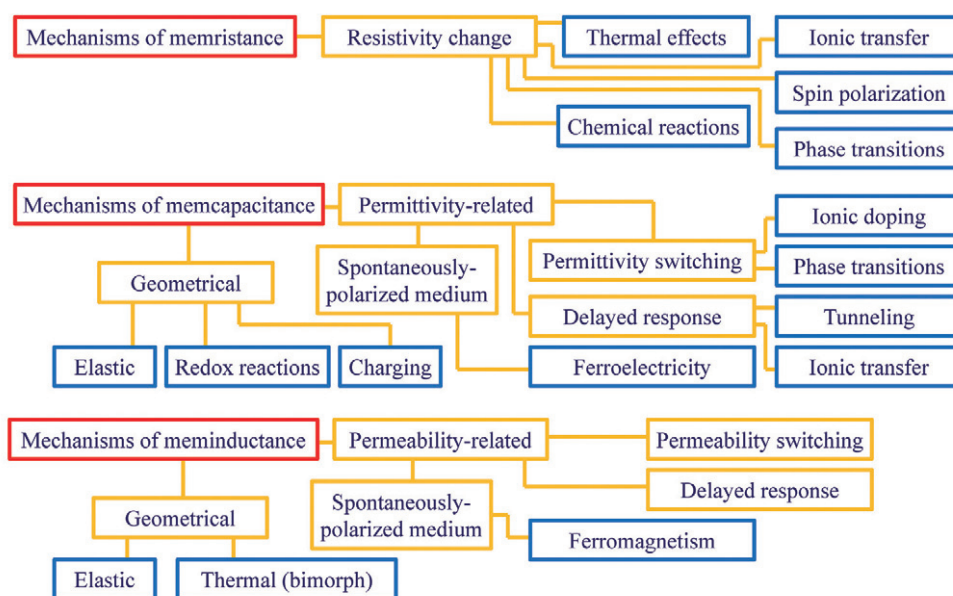 Mechanisms of memristance
Resistivity change
Thermal effects
Ionic transfer
Spin polarization
Chemical reactions
Phase transitions
Mechanisms of memcapacitance
Permittivity-related
Ionic doping
Permittivity switching
Phase transitions
Geometrical
Spontaneously-
polarized medium
Delayed response
Tunneling
Elastic
Redox reactions
Charging
Ferroelectricity
Ionic transfer
Mechanisms of meminductance
Permeability-related
Permeability switching
Delayed response
Geometrical
Spontaneously-
polarized medium
Ferromagnetism
Elastic
Thermal (bimorph)